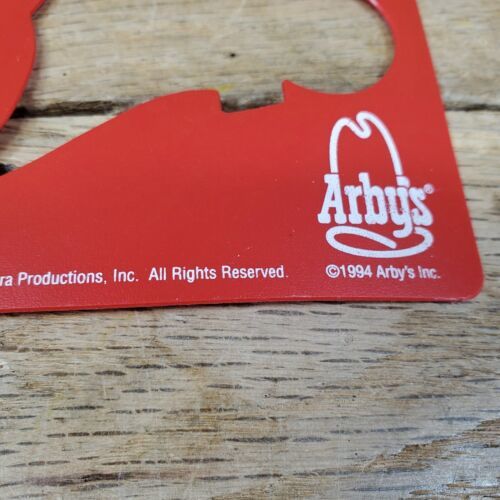 Arby's®
ra Productions, Inc. All Rights Reserved.
©1994 Arby's Inc.